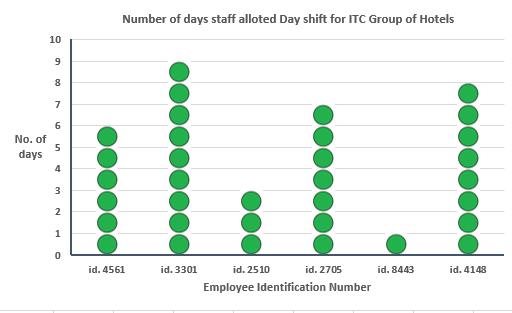 Number of days staff alloted Day shift for ITC Group of Hotels
10
9
8
7
6
5
4
3
2
1
0
No. of
days
id. 4561 id. 3301 id. 2510 id. 2705 id. 8443 id. 4148
Employee Identification Number